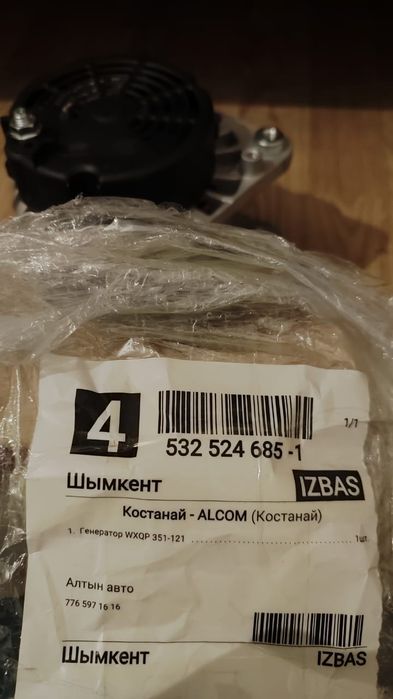 4
1/1
532 524 685 -1
Шымкент IZBAS
Костанай - ALCOM (Костанай)
1. Генератор WXQP 351-121 1шт.
Алтын авто
776 597 16 16
Шымкент IZBAS